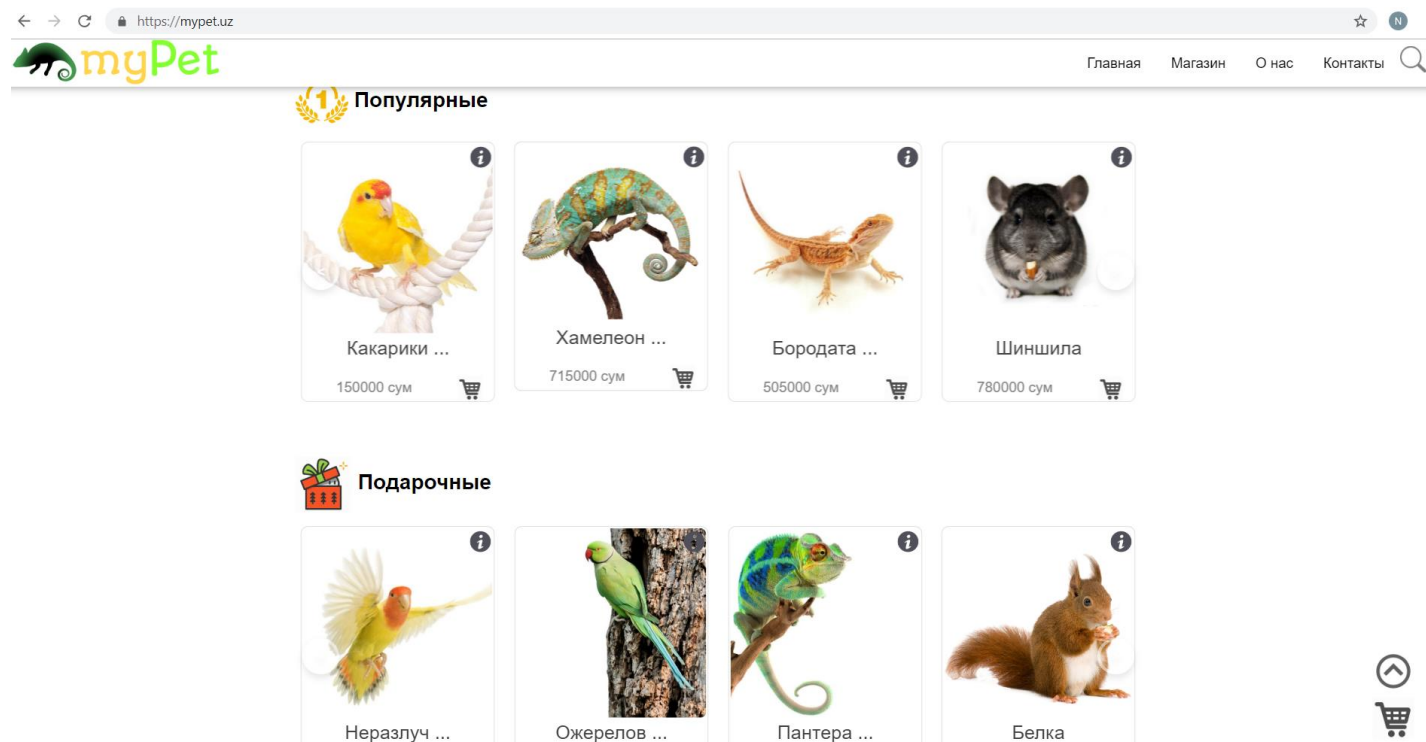 https://mypet.uz
N
myPet
Главная Магазин О нас Контакты
1 Популярные
Какарики ...
150000 сум
Хамелеон ...
715000 сум
Бородата ...
505000 сум
Шиншила
780000 сум
Подарочные
Неразлуч ...
Ожерелов ...
Пантера ...
Белка